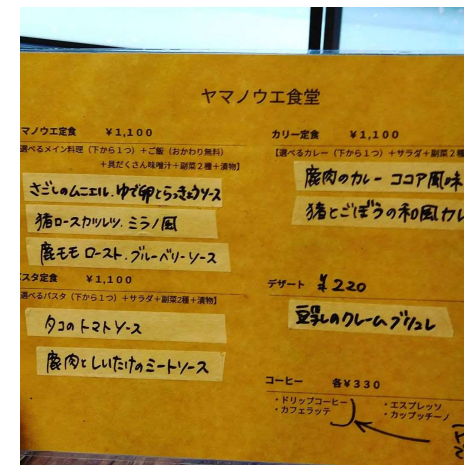 ヤマノウエ食堂
マノウエ定食 ¥1,100
選べるメイン料理（下から１つ）＋ご飯（おかわり無料）
＋具だくさん味噌汁＋副菜２種＋漬物】
さごしのムニエル. ゆで卵とらっきょうソース
猪ロースカツレツ. ミラノ風
鹿モモ ロースト. ブルーベリーソース
スタ定食 ¥1,100
選べるパスタ（下から１つ）＋サラダ＋副菜2種＋漬物】
タコのトマトソース
鹿肉としいたけのミートソース
カリー定食 ¥1,100
【選べるカレー（下から１つ）＋サラダ＋副菜２種
鹿肉のカレー ココア風味
猪とごぼうの和風カレ
デザート ¥220
豆乳のクレームブリュレ
コーヒー 各¥330
・ドリップコーヒー ・エスプレッソ
・カフェラッテ ・カップッチーノ